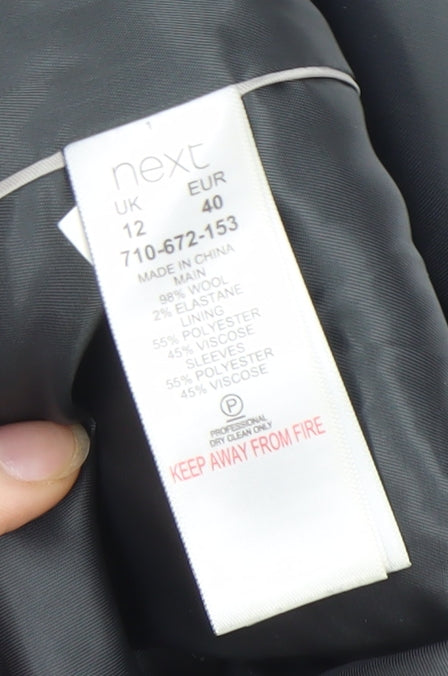 next
UK EUR
12 40
710-672-153
MADE IN CHINA
MAIN
98% WOOL
2% ELASTANE
LINING
55% POLYESTER
45% VISCOSE
SLEEVES
55% POLYESTER
45% VISCOSE
P
PROFESSIONAL
DRY CLEAN ONLY
KEEP AWAY FROM FIRE